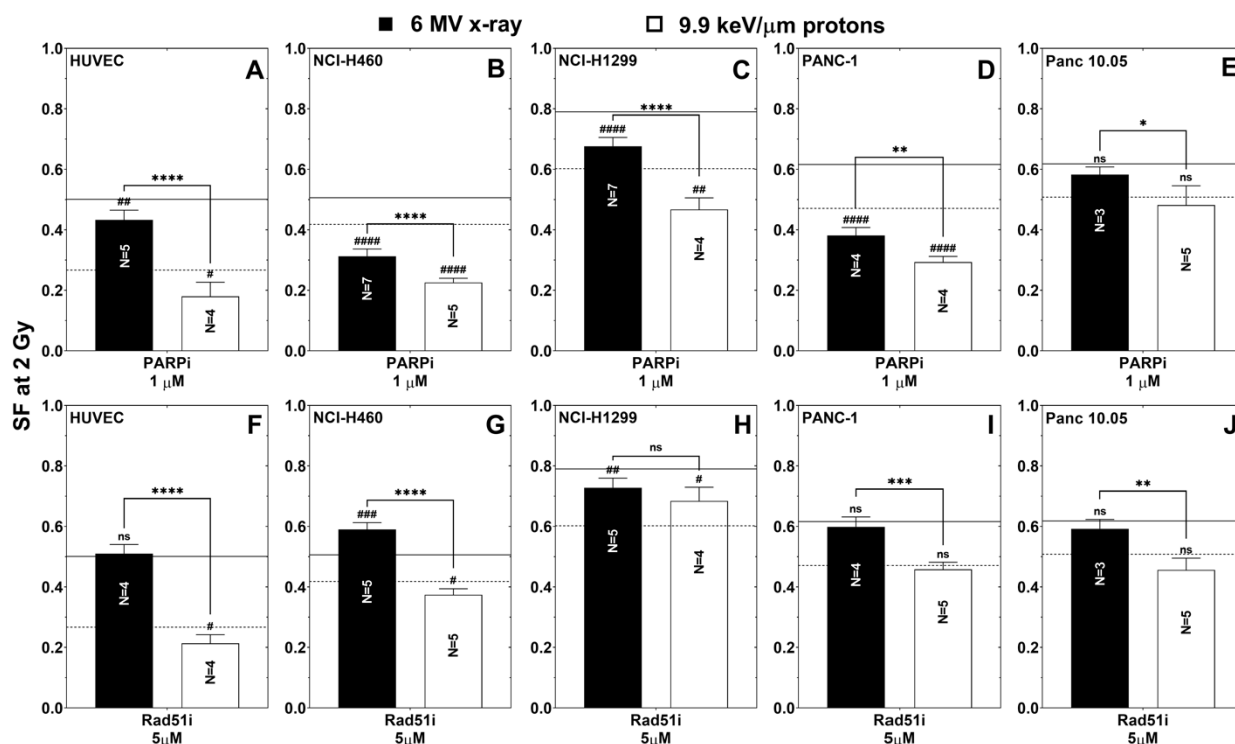 6 MV x-ray 9.9 keV/μm protons
SF at 2 Gy
HUVEC A
1.0
0.8
0.6
0.4
0.2
0.0
****
##
#
N=5
N=4
PARPi
1 μM
NCI-H460 B
1.0
0.8
0.6
0.4
0.2
0.0
****
####
####
N=7
N=5
PARPi
1 μM
NCI-H1299 C
1.0
0.8
0.6
0.4
0.2
0.0
****
####
##
N=7
N=4
PARPi
1 μM
PANC-1 D
1.0
0.8
0.6
0.4
0.2
0.0
**
####
####
N=4
N=4
PARPi
1 μM
Panc 10.05 E
1.0
0.8
0.6
0.4
0.2
0.0
*
ns
ns
N=3
N=5
PARPi
1 μM
HUVEC F
1.0
0.8
0.6
0.4
0.2
0.0
****
ns
#
N=4
N=4
Rad51i
5μM
NCI-H460 G
1.0
0.8
0.6
0.4
0.2
0.0
****
###
#
N=5
N=5
Rad51i
5μM
NCI-H1299 H
1.0
0.8
0.6
0.4
0.2
0.0
ns
##
#
N=5
N=4
Rad51i
5μM
PANC-1 I
1.0
0.8
0.6
0.4
0.2
0.0
***
ns
ns
N=4
N=5
Rad51i
5μM
Panc 10.05 J
1.0
0.8
0.6
0.4
0.2
0.0
**
ns
ns
N=3
N=5
Rad51i
5μM